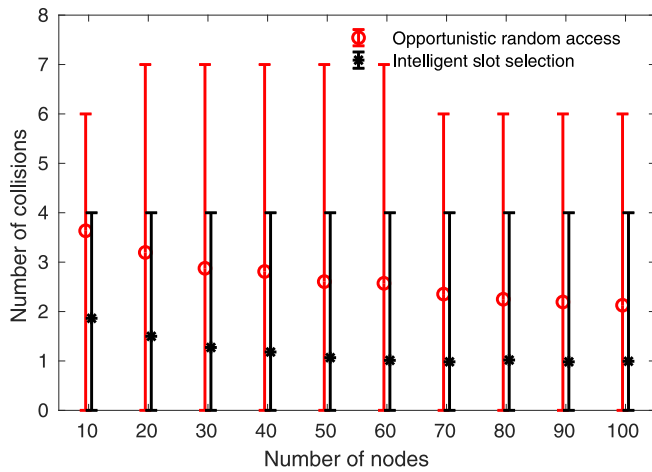 8
7
6
5
4
3
2
1
0
Number of collisions
Opportunistic random access
Intelligent slot selection
10 20 30 40 50 60 70 80 90 100
Number of nodes